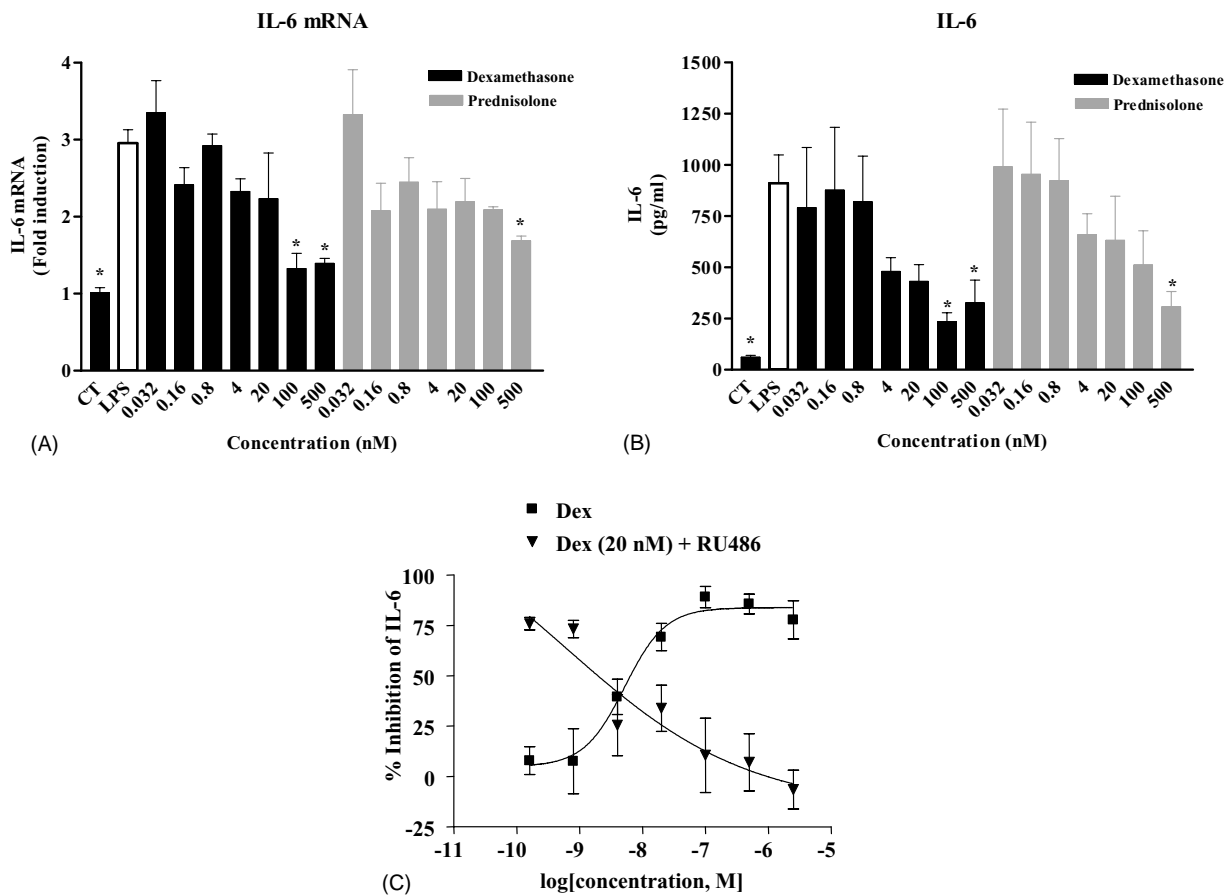 IL-6 mRNA
4
3
2
1
0
IL-6 mRNA
(Fold induction)
Dexamethasone
Prednisolone
*
*
*
*
CT
LPS
0.032
0.16
0.8
4
20
100
500
0.032
0.16
0.8
4
20
100
500
Concentration (nM)
(A)
IL-6
1500
1250
1000
750
500
250
0
IL-6
(pg/ml)
Dexamethasone
Prednisolone
*
*
*
*
CT
LPS
0.032
0.16
0.8
4
20
100
500
0.032
0.16
0.8
4
20
100
500
Concentration (nM)
(B)
Dex
Dex (20 nM) + RU486
% Inhibition of IL-6
100
75
50
25
0
-25
-11
-10
-9
-8
-7
-6
-5
log[concentration, M]
(C)